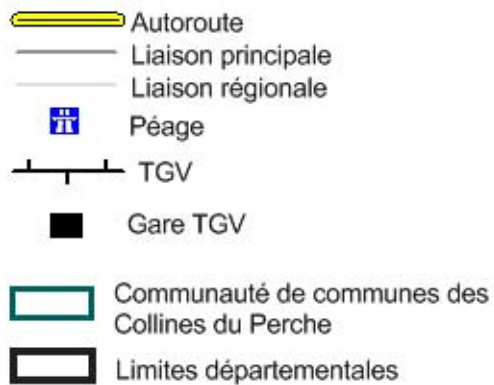 Autoroute
Liaison principale
Liaison régionale
Péage
TGV
Gare TGV
Communauté de communes des
Collines du Perche
Limites départementales